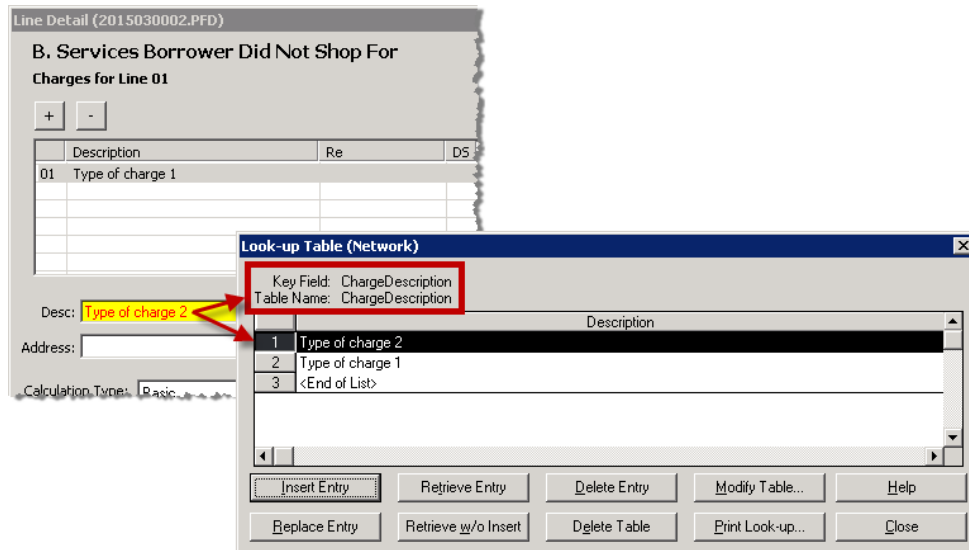 Line Detail (2015030002.PFD)
B. Services Borrower Did Not Shop For
Charges for Line 01
+ -
Description Re DS
01 Type of charge 1
Desc: Type of charge 2
Address:
Calculation Type: Basic
Look-up Table (Network)
Key Field: ChargeDescription
Table Name: ChargeDescription
Description
1 Type of charge 2
2 Type of charge 1
3 <End of List>
Insert Entry Retrieve Entry Delete Entry Modify Table... Help
Replace Entry Retrieve w/o Insert Delete Table Print Look-up... Close